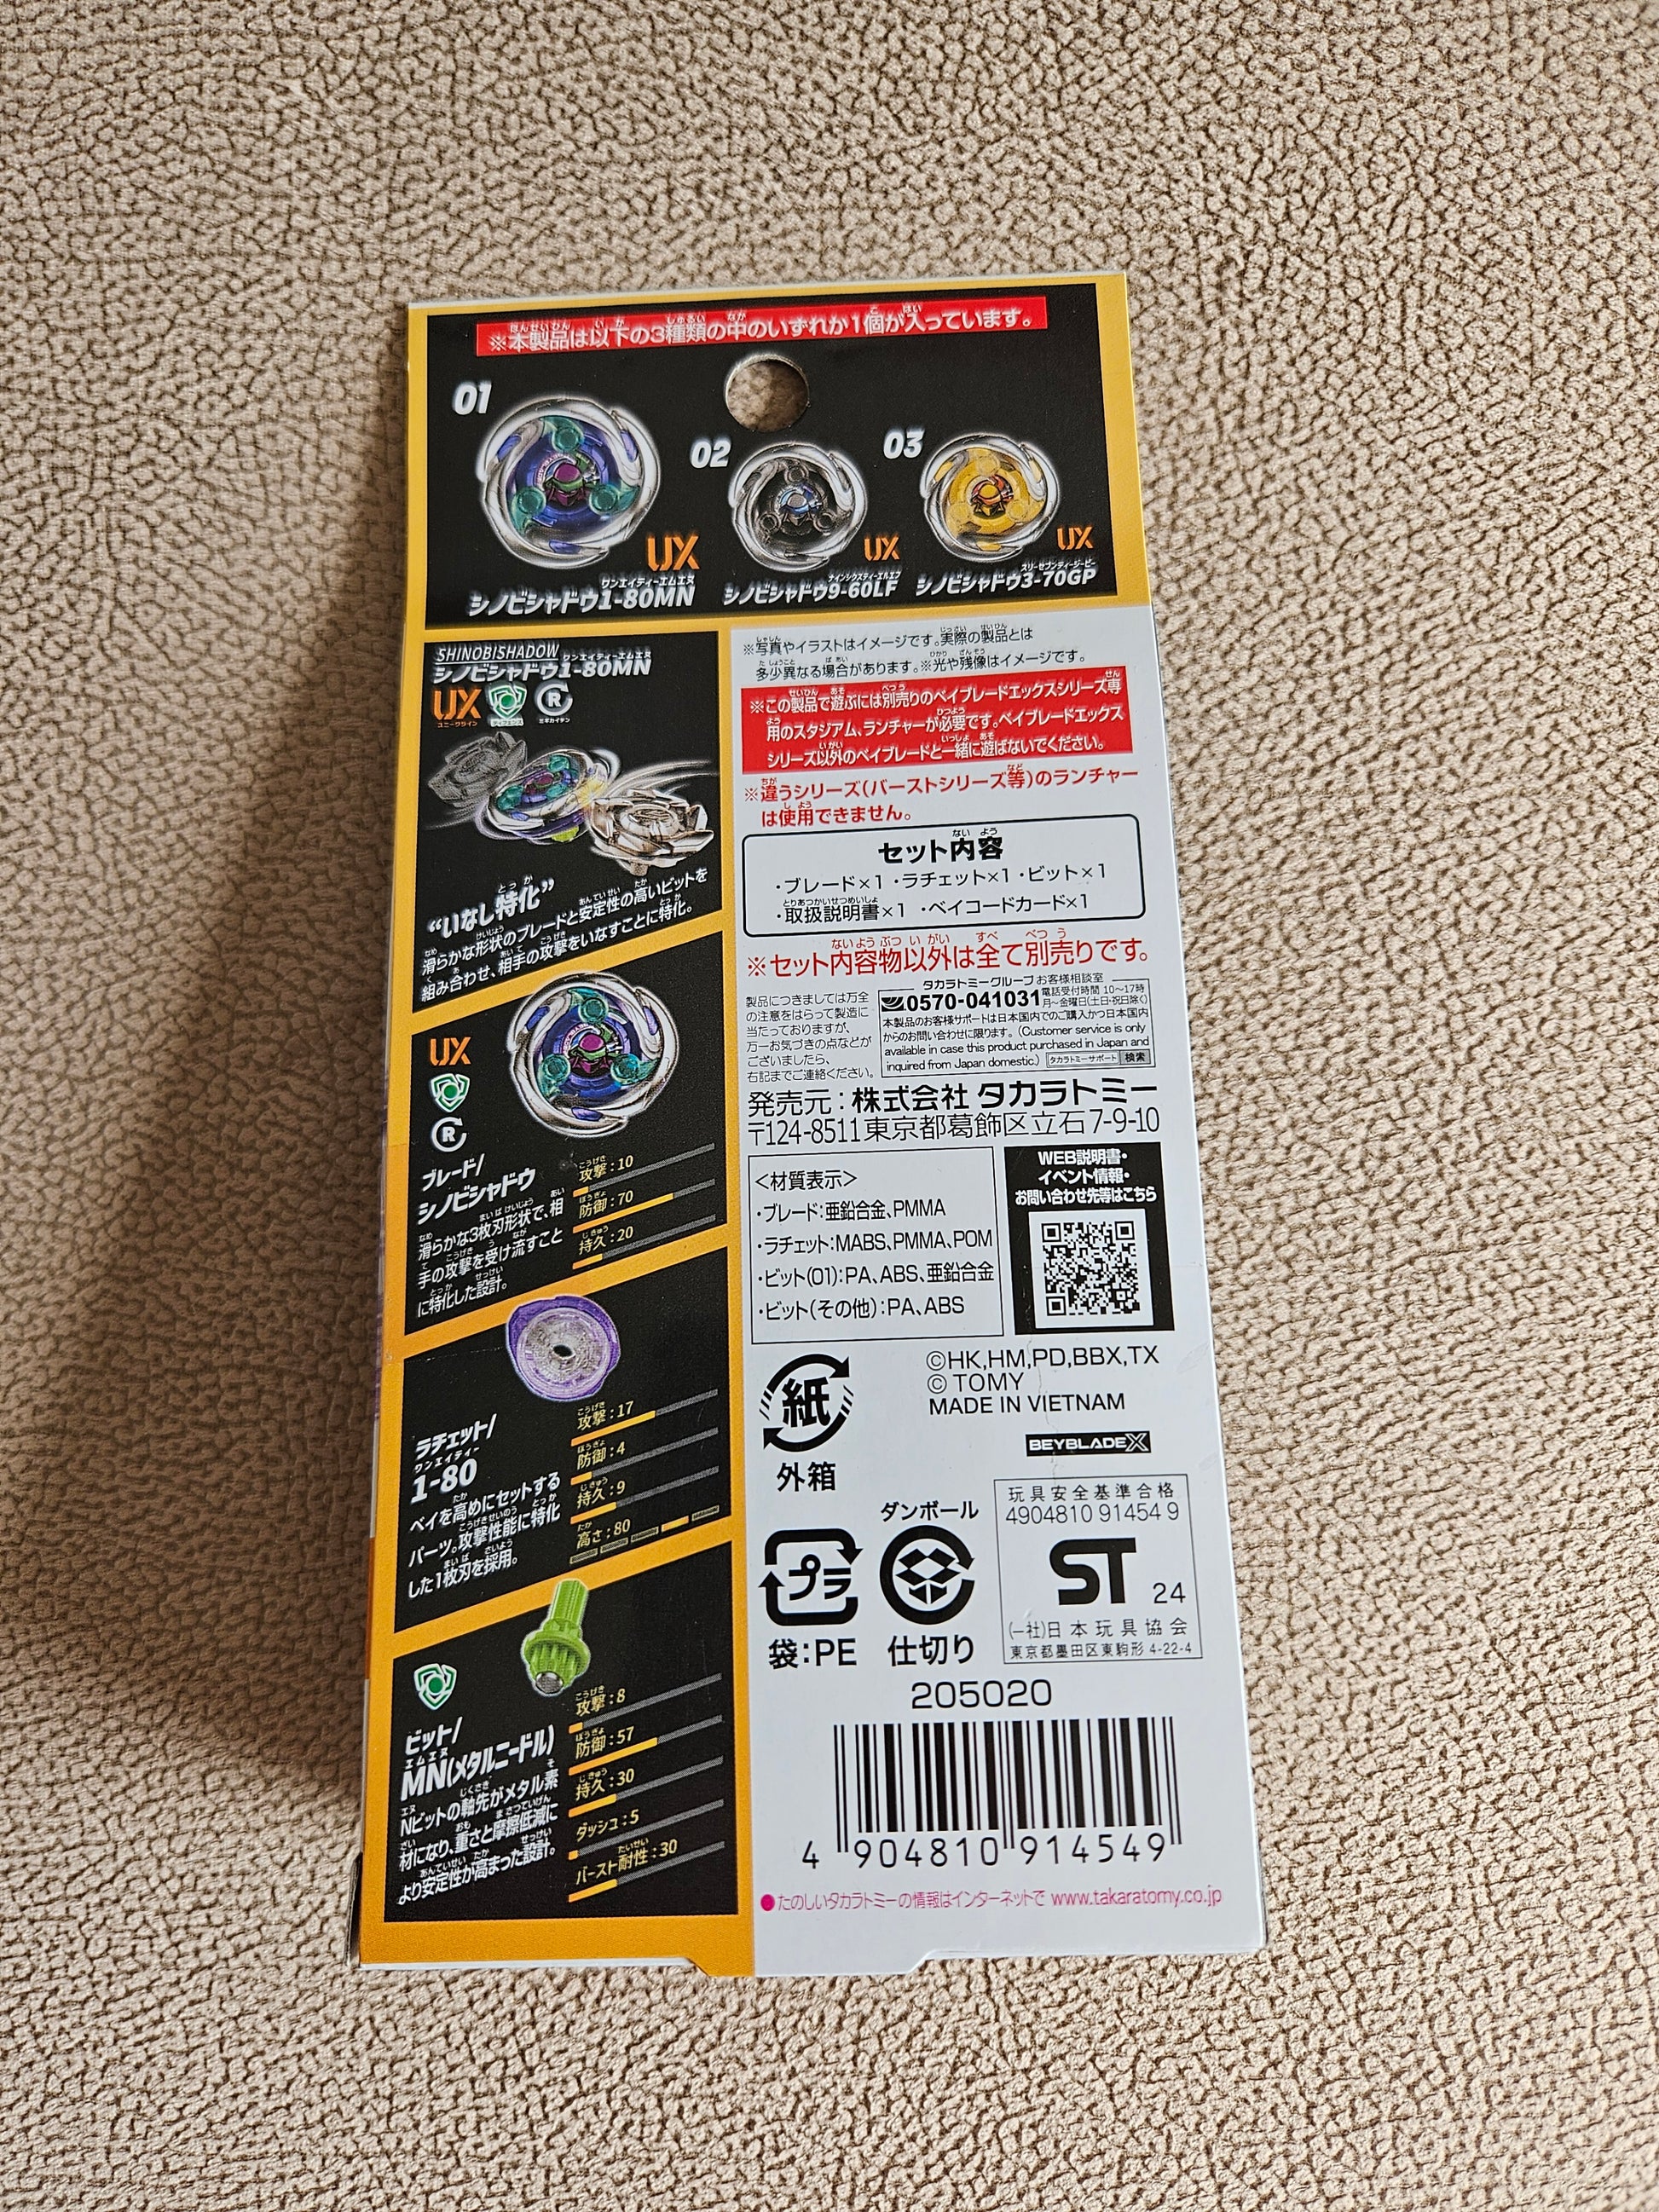 ※本製品は以下の3種類の中のいずれか1個が入っています。
01
02
03
UX
UX
UX
シノビシャドウ1-80MN
シノビシャドウ9-60LF
シノビシャドウ3-70GP
SHINOBISHADOW
シノビシャドウ1-80MN
UX
R
“いなし特化”
滑らかな形状のブレードと安定性の高いビットを
組み合わせ、相手の攻撃をいなすことに特化。
UX
R
ブレード/
シノビシャドウ
滑らかな3枚刃形状で、相
手の攻撃を受け流すこと
に特化した設計。
攻撃:10
防御:70
持久:20
ラチェット/
1-80
ベイを高めにセットする
パーツ。攻撃性能に特化
した1枚刃を採用。
攻撃:17
防御:4
持久:9
高さ:80
ビット/
MN(メタルニードル)
Nビットの軸先がメタル素
材になり、重さと摩擦低減に
より安定性が高まった設計。
攻撃:8
防御:57
持久:30
ダッシュ:5
バースト耐性:30
※写真やイラストはイメージです。実際の製品とは
多少異なる場合があります。※光や残像はイメージです。
※この製品で遊ぶには別売りのベイブレードエックスシリーズ専
用のスタジアム、ランチャーが必要です。ベイブレードエックス
シリーズ以外のベイブレードと一緒に遊ばないでください。
※違うシリーズ(バーストシリーズ等)のランチャー
は使用できません。
セット内容
・ブレード×1 ・ラチェット×1 ・ビット×1
・取扱説明書×1 ・ベイコードカード×1
※セット内容物以外は全て別売りです。
製品につきましては万全
の注意をはらって製造に
当たっておりますが、
万一お気づきの点などが
ございましたら、
右記までご連絡ください。
タカラトミーグループお客様相談室
0570-041031 電話受付時間 10〜17時
月〜金曜日(土日・祝日除く)
本製品のお客様サポートは日本国内でのご購入かつ日本国内
からのお問い合わせに限ります。(Customer service is only
available in case this product purchased in Japan and
inquired from Japan domestic.) タカラトミーサポート 検索
発売元:株式会社 タカラトミー
〒124-8511 東京都葛飾区立石 7-9-10
<材質表示>
・ブレード:亜鉛合金、PMMA
・ラチェット:MABS、PMMA、POM
・ビット(01):PA、ABS、亜鉛合金
・ビット(その他):PA、ABS
WEB説明書・
イベント情報・
お問い合わせ先等はこちら
紙
外箱
©HK,HM,PD,BBX,TX
© TOMY
MADE IN VIETNAM
BEYBLADE X
プラ
袋:PE
ダンボール
仕切り
玩具安全基準合格
4904810 91454 9
ST 24
(一社)日本玩具協会
東京都墨田区東駒形 4-22-4
205020
4 904810 914549
●たのしいタカラトミーの情報はインターネットで www.takaratomy.co.jp